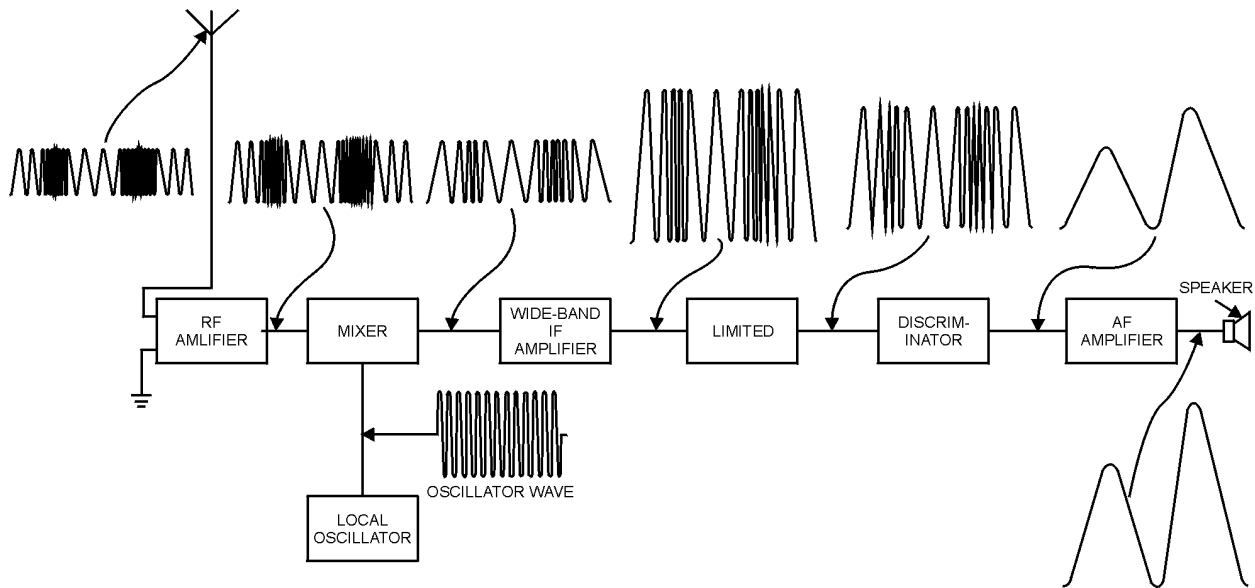 SPEAKER
RF
AMLIFIER
MIXER
WIDE-BAND
IF
AMPLIFIER
LIMITED
DISCRIM-
INATOR
AF
AMPLIFIER
OSCILLATOR WAVE
LOCAL
OSCILLATOR